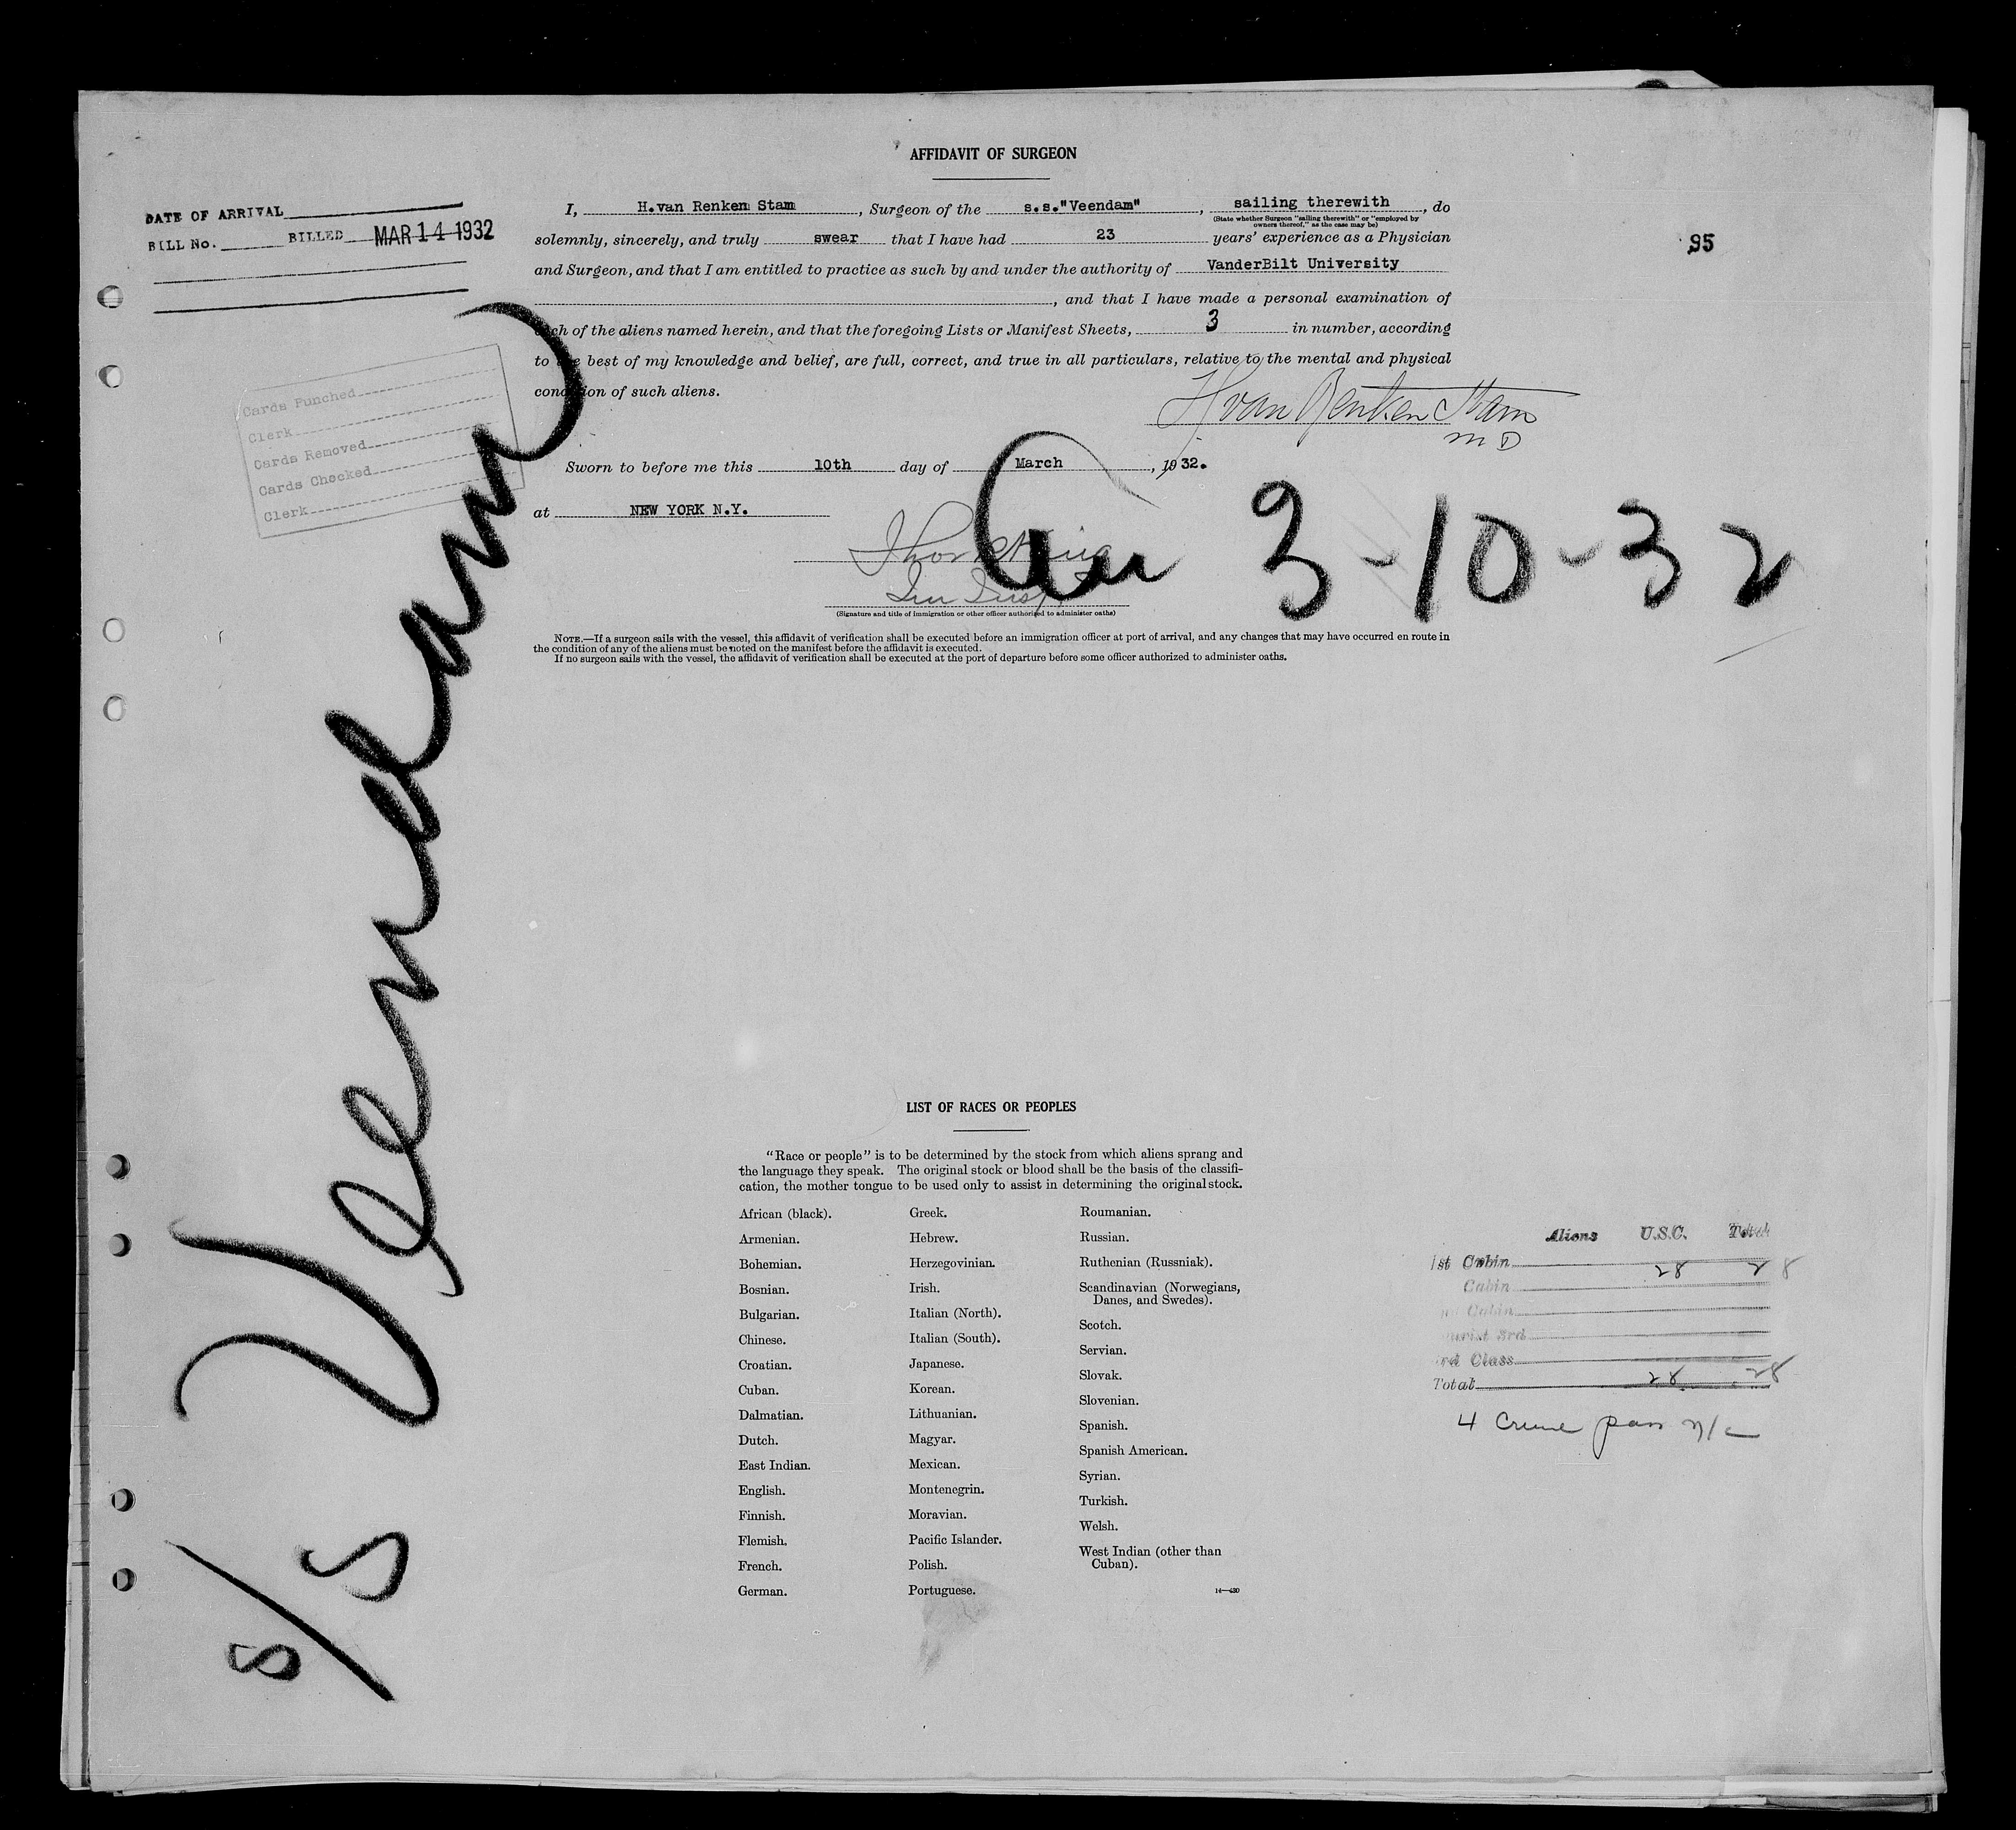 AFFIDAVIT OF SURGEON
DATE OF ARRIVAL
BILL No. BILLED MAR 14 1932
95
I, H.van Renken Stam, Surgeon of the s.s."Veendam", sailing therewith, do
(State whether Surgeon "sailing therewith" or "employed by
owners thereof," as the case may be)
solemnly, sincerely, and truly swear that I have had 23 years' experience as a Physician
and Surgeon, and that I am entitled to practice as such by and under the authority of VanderBilt University
, and that I have made a personal examination of
each of the aliens named herein, and that the foregoing Lists or Manifest Sheets, 3 in number, according
to the best of my knowledge and belief, are full, correct, and true in all particulars, relative to the mental and physical
condition of such aliens.
H van Renken Stam
M D
Cards Punched
Clerk
Cards Removed
Cards Checked
Clerk
Sworn to before me this 10th day of March, 1932.
at NEW YORK N.Y.
Imm Insp
(Signature and title of immigration or other officer authorized to administer oaths)
Arr 3-10-32
NOTE.—If a surgeon sails with the vessel, this affidavit of verification shall be executed before an immigration officer at port of arrival, and any changes that may have occurred en route in
the condition of any of the aliens must be noted on the manifest before the affidavit is executed.
If no surgeon sails with the vessel, the affidavit of verification shall be executed at the port of departure before some officer authorized to administer oaths.
S/S Veendam
LIST OF RACES OR PEOPLES
"Race or people" is to be determined by the stock from which aliens sprang and
the language they speak. The original stock or blood shall be the basis of the classifi-
cation, the mother tongue to be used only to assist in determining the original stock.
African (black).
Armenian.
Bohemian.
Bosnian.
Bulgarian.
Chinese.
Croatian.
Cuban.
Dalmatian.
Dutch.
East Indian.
English.
Finnish.
Flemish.
French.
German.
Greek.
Hebrew.
Herzegovinian.
Irish.
Italian (North).
Italian (South).
Japanese.
Korean.
Lithuanian.
Magyar.
Mexican.
Montenegrin.
Moravian.
Pacific Islander.
Polish.
Portuguese.
Roumanian.
Russian.
Ruthenian (Russniak).
Scandinavian (Norwegians,
Danes, and Swedes).
Scotch.
Servian.
Slovak.
Slovenian.
Spanish.
Spanish American.
Syrian.
Turkish.
Welsh.
West Indian (other than
Cuban).
14—430
Aliens U.S.C. Total
1st Cabin 28 28
Cabin
Cabin
3rd
Class
Total 28 28
4 pass